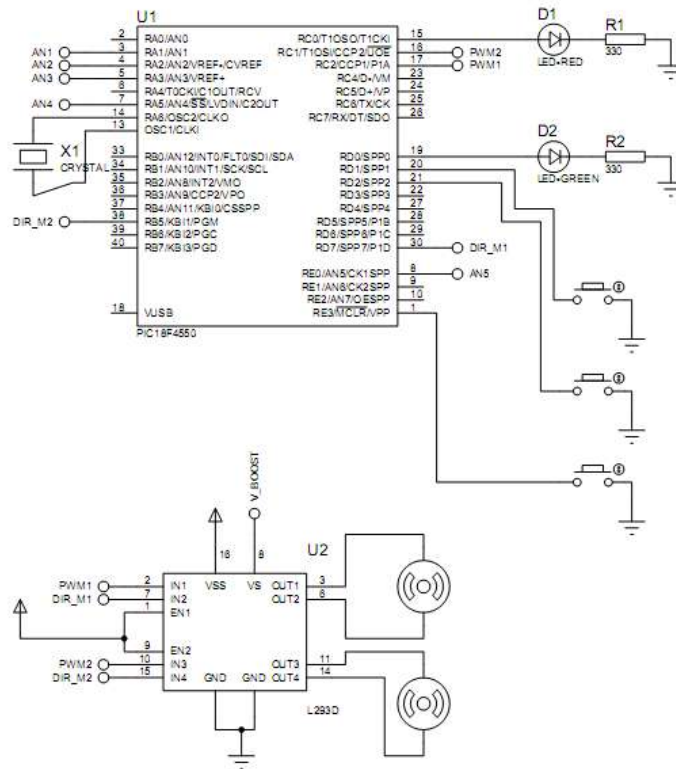 U1
2 RA0/AN0 RC0/T1OSO/T1CKI 15
AN1 3 RA1/AN1 RC1/T1OSI/CCP2/UOE 16 PWM2
AN2 4 RA2/AN2/VREF-/CVREF RC2/CCP1/P1A 17 PWM1
AN3 5 RA3/AN3/VREF+ RC4/D-/VM 23
6 RA4/T0CKI/C1OUT/RCV RC5/D+/VP 24
AN4 7 RA5/AN4/SS/LVDIN/C2OUT RC6/TX/CK 25
14 RA6/OSC2/CLKO RC7/RX/DT/SDO 26
13 OSC1/CLKI
D1
LED-RED
R1
330
X1
CRYSTAL
33 RB0/AN12/INT0/FLT0/SDI/SDA RD0/SPP0 19
34 RB1/AN10/INT1/SCK/SCL RD1/SPP1 20
35 RB2/AN8/INT2/VMO RD2/SPP2 21
36 RB3/AN9/CCP2/VPO RD3/SPP3 22
37 RB4/AN11/KBI0/CSSPP RD4/SPP4 27
DIR_M2 38 RB5/KBI1/PGM RD5/SPP5/P1B 28
39 RB6/KBI2/PGC RD6/SPP6/P1C 29
40 RB7/KBI3/PGD RD7/SPP7/P1D 30 DIR_M1
D2
LED-GREEN
R2
330
RE0/AN5/CK1SPP 8 AN5
RE1/AN6/CK2SPP 9
RE2/AN7/OESPP 10
18 VUSB RE3/MCLR/VPP 1
PIC18F4550
V_BOOST
U2
16 8
VSS VS
PWM1 2 IN1 OUT1 3
DIR_M1 7 IN2 OUT2 6
1 EN1
9 EN2
PWM2 10 IN3 OUT3 11
DIR_M2 15 IN4 OUT4 14
GND GND
L293D